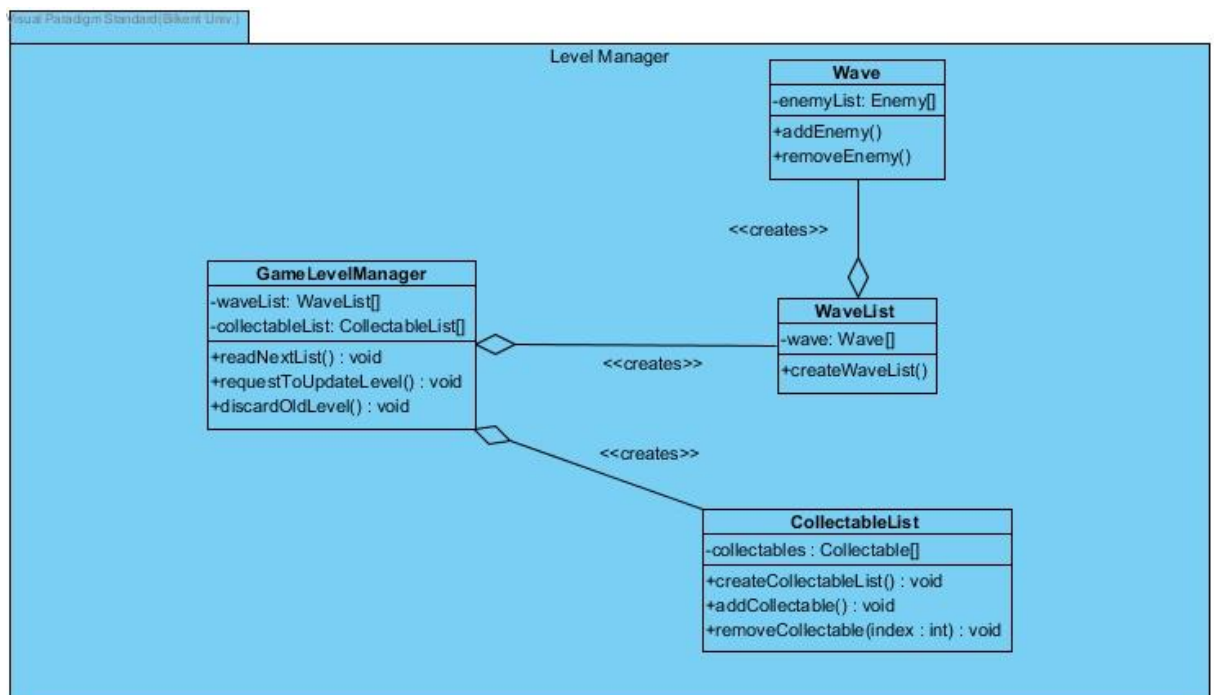 Visual Paradigm Standard(Bilkent Univ.)
Level Manager
Wave
-enemyList: Enemy[]
+addEnemy()
+removeEnemy()
<<creates>>
GameLevelManager
-waveList: WaveList[]
-collectableList: CollectableList[]
+readNextList() : void
+requestToUpdateLevel() : void
+discardOldLevel() : void
WaveList
-wave: Wave[]
+createWaveList()
<<creates>>
<<creates>>
CollectableList
-collectables : Collectable[]
+createCollectableList() : void
+addCollectable() : void
+removeCollectable(index : int) : void